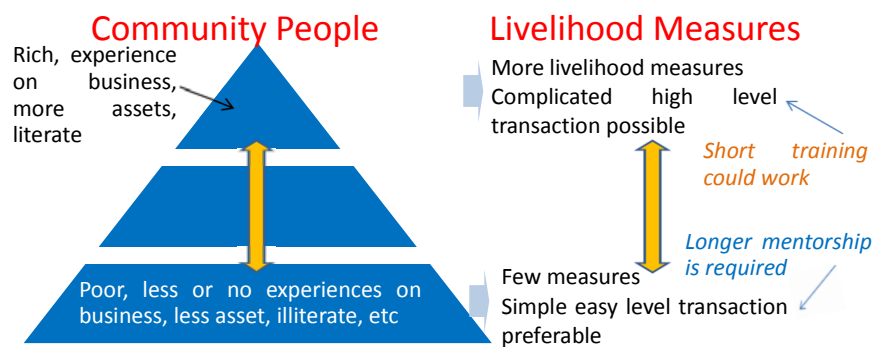 Community People
Rich, experience
on business,
more assets,
literate
Poor, less or no experiences on
business, less asset, illiterate, etc
Livelihood Measures
More livelihood measures
Complicated high level
transaction possible
Short training
could work
Longer mentorship
is required
Few measures
Simple easy level transaction
preferable